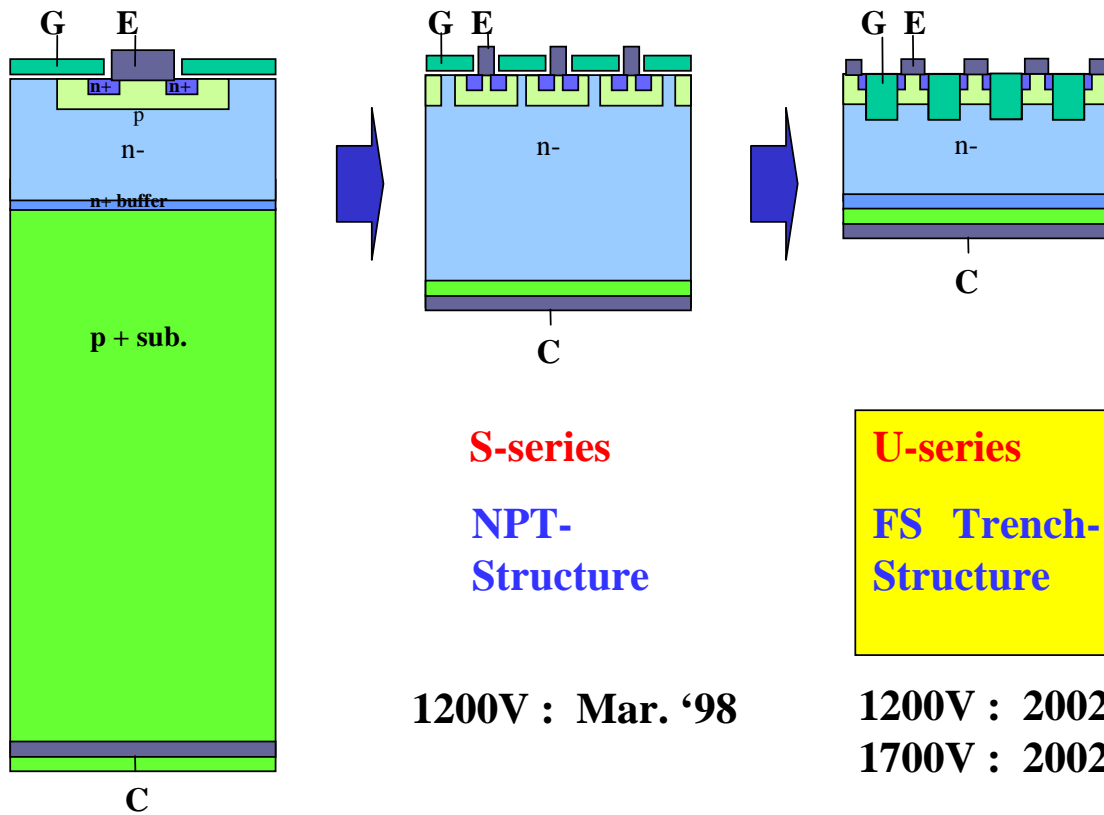 G E
n+ n+
p
n-
n+ buffer
p + sub.
C
G E
n-
C
S-series
NPT-
Structure
1200V : Mar. ‘98
G E
n-
C
U-series
FS Trench-
Structure
1200V : 2002
1700V : 2002